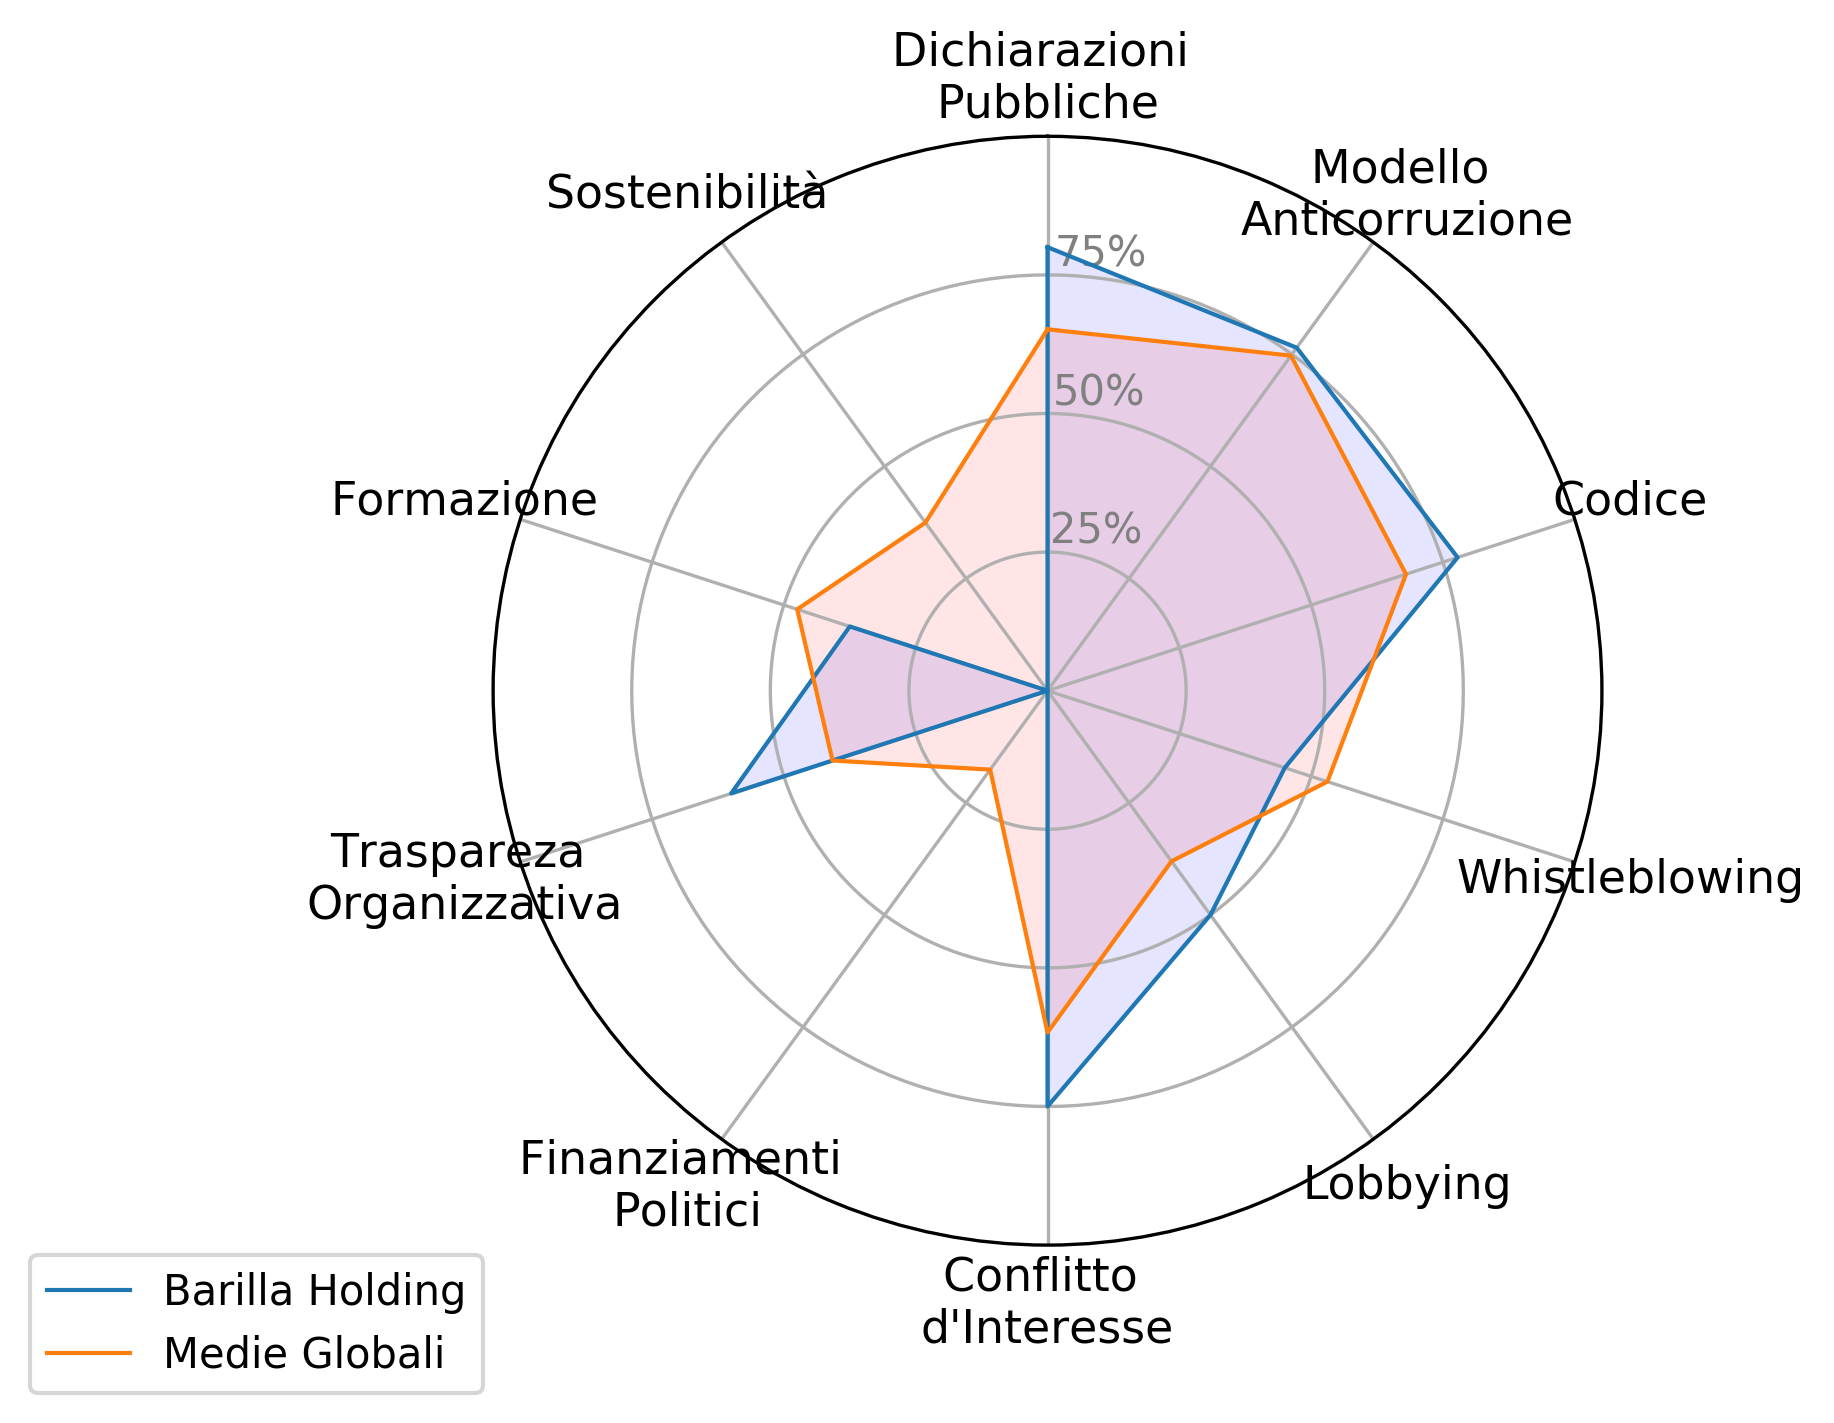 Dichiarazioni
Pubbliche
Modello
Anticorruzione
Sostenibilità
75%
50%
Formazione
Codice
25%
Traspareza
Organizzativa
Whistleblowing
Finanziamenti
Politici
Lobbying
Conflitto
d'Interesse
Barilla Holding
Medie Globali